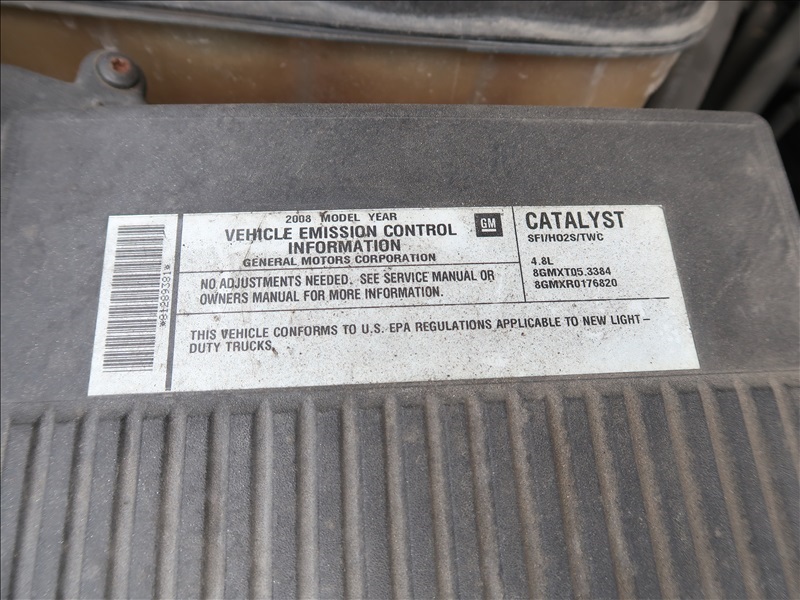 2008 MODEL YEAR
VEHICLE EMISSION CONTROL
INFORMATION
GENERAL MOTORS CORPORATION
GM
NO ADJUSTMENTS NEEDED. SEE SERVICE MANUAL OR
OWNERS MANUAL FOR MORE INFORMATION.
CATALYST
SFI/HO2S/TWC
4.8L
8GMXT05.3384
8GMXR0176820
THIS VEHICLE CONFORMS TO U.S. EPA REGULATIONS APPLICABLE TO NEW LIGHT-
DUTY TRUCKS.